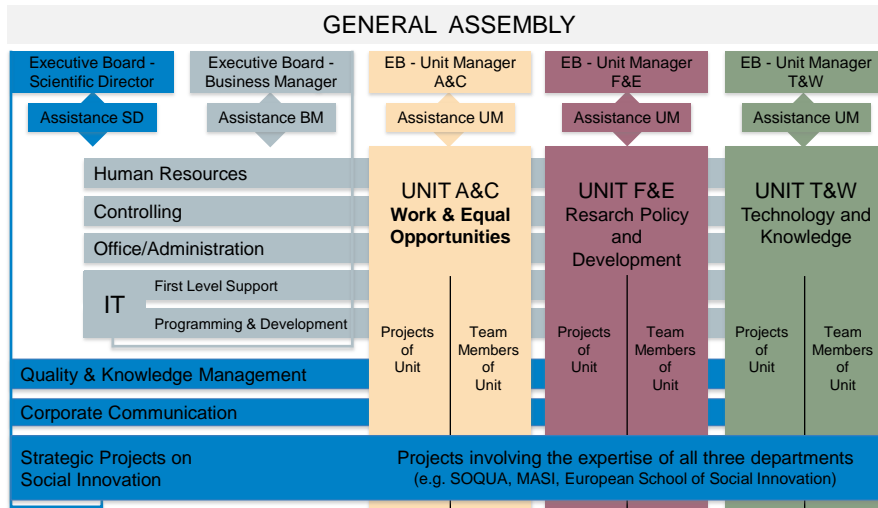 GENERAL ASSEMBLY
Executive Board -
Scientific Director
Executive Board -
Business Manager
EB - Unit Manager
A&C
EB - Unit Manager
F&E
EB - Unit Manager
T&W
Assistance SD
Assistance BM
Assistance UM
Assistance UM
Assistance UM
Human Resources
Controlling
Office/Administration
IT
First Level Support
Programming & Development
UNIT A&C
Work & Equal
Opportunities
UNIT F&E
Resarch Policy
and
Development
UNIT T&W
Technology and
Knowledge
Projects
of
Unit
Team
Members
of
Unit
Projects
of
Unit
Team
Members
of
Unit
Projects
of
Unit
Team
Members
of
Unit
Quality & Knowledge Management
Corporate Communication
Strategic Projects on
Social Innovation
Projects involving the expertise of all three departments
(e.g. SOQUA, MASI, European School of Social Innovation)